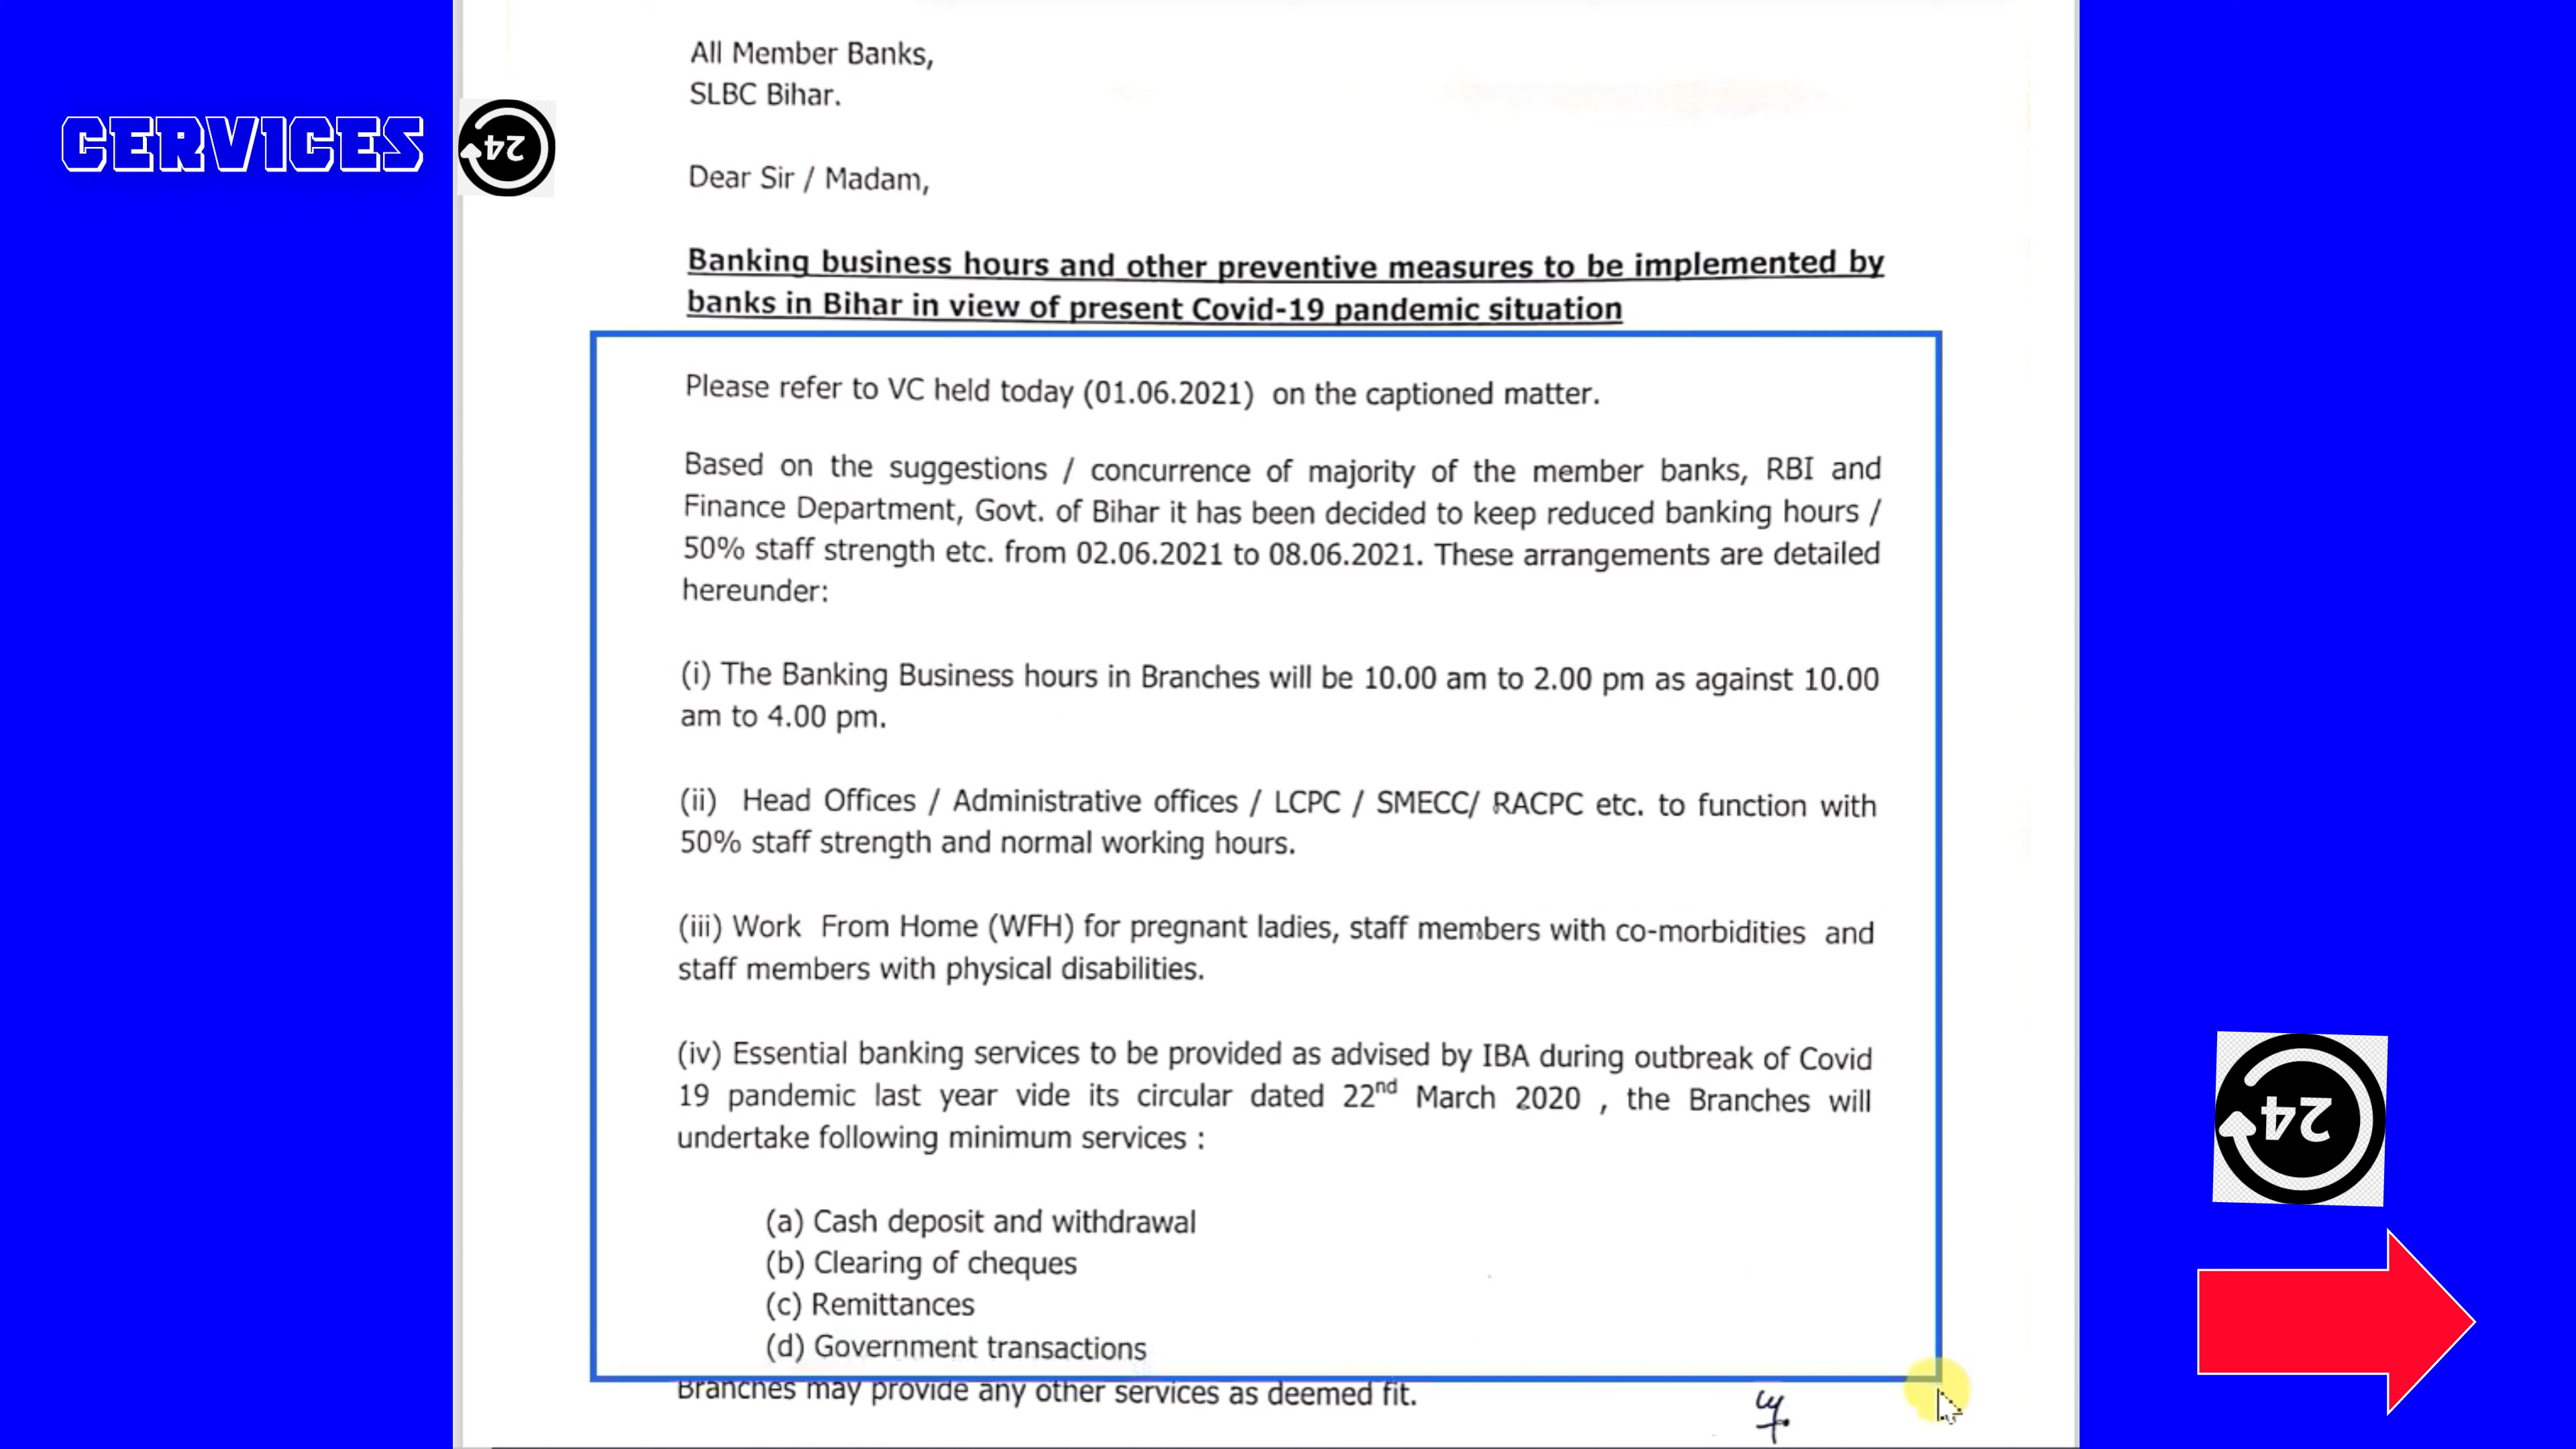 All Member Banks,
SLBC Bihar.
CERVICES
24
Dear Sir / Madam,
Banking business hours and other preventive measures to be implemented by
banks in Bihar in view of present Covid-19 pandemic situation
Please refer to VC held today (01.06.2021) on the captioned matter.
Based on the suggestions / concurrence of majority of the member banks, RBI and
Finance Department, Govt. of Bihar it has been decided to keep reduced banking hours /
50% staff strength etc. from 02.06.2021 to 08.06.2021. These arrangements are detailed
hereunder:
(i) The Banking Business hours in Branches will be 10.00 am to 2.00 pm as against 10.00
am to 4.00 pm.
(ii) Head Offices / Administrative offices / LCPC / SMECC/ RACPC etc. to function with
50% staff strength and normal working hours.
(iii) Work From Home (WFH) for pregnant ladies, staff members with co-morbidities and
staff members with physical disabilities.
(iv) Essential banking services to be provided as advised by IBA during outbreak of Covid
19 pandemic last year vide its circular dated 22nd March 2020 , the Branches will
undertake following minimum services :
24
(a) Cash deposit and withdrawal
(b) Clearing of cheques
(c) Remittances
(d) Government transactions
Branches may provide any other services as deemed fit.